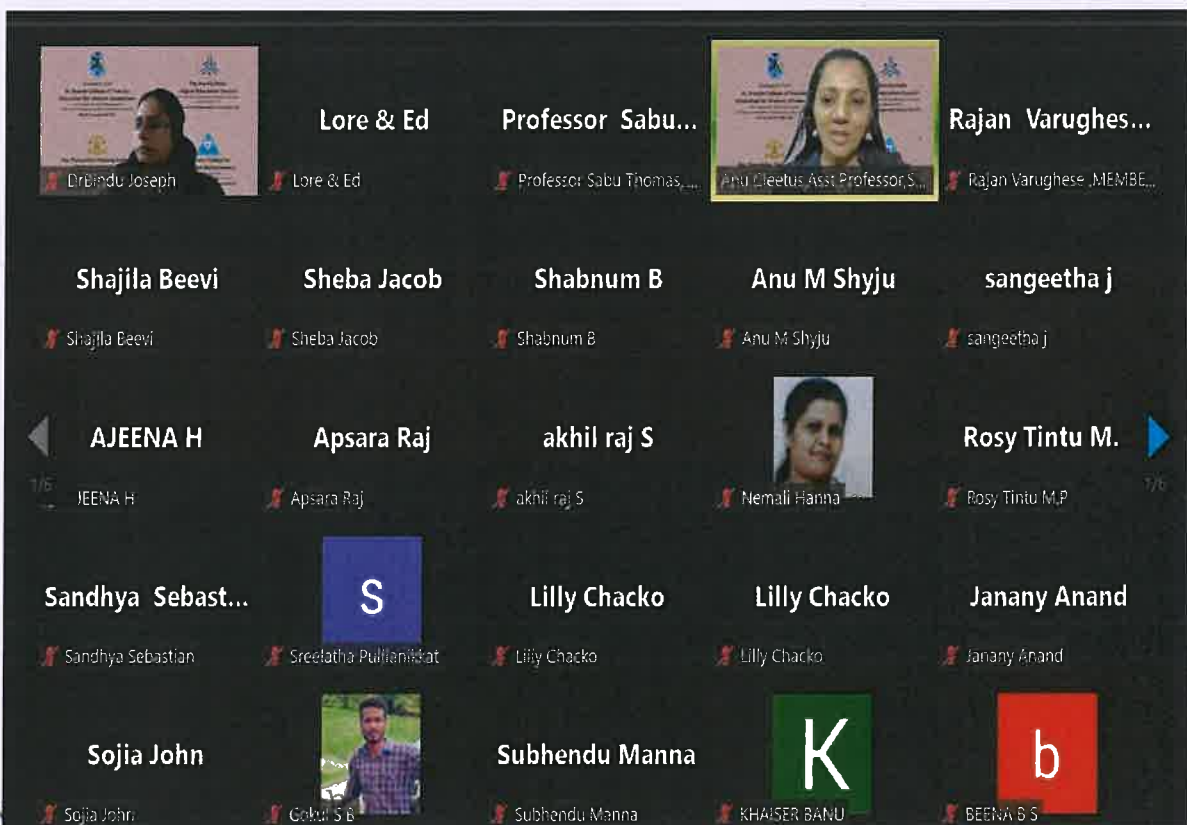 DrBindu Joseph
Lore & Ed
Lore & Ed
Professor Sabu...
Professor Sabu Thomas, ...
Anu Cleetus Asst Professor,S...
Rajan Varughes...
Rajan Varughese ,MEMBE...
Shajila Beevi
Shajila Beevi
Sheba Jacob
Sheba Jacob
Shabnum B
Shabnum B
Anu M Shyju
Anu M Shyju
sangeetha j
sangeetha j
AJEENA H
1/6
JEENA H
Apsara Raj
Apsara Raj
akhil raj S
akhil raj S
Nemali Hanna
Rosy Tintu M.
Rosy Tintu M.P
1/6
Sandhya Sebast...
Sandhya Sebastian
S
Sreelatha
Lilly Chacko
Lilly Chacko
Lilly Chacko
Lilly Chacko
Janany Anand
Janany Anand
Sojia John
Sojia John
Gokul S B
Subhendu Manna
Subhendu Manna
K
KHAISER BANU
b
BEENA B S